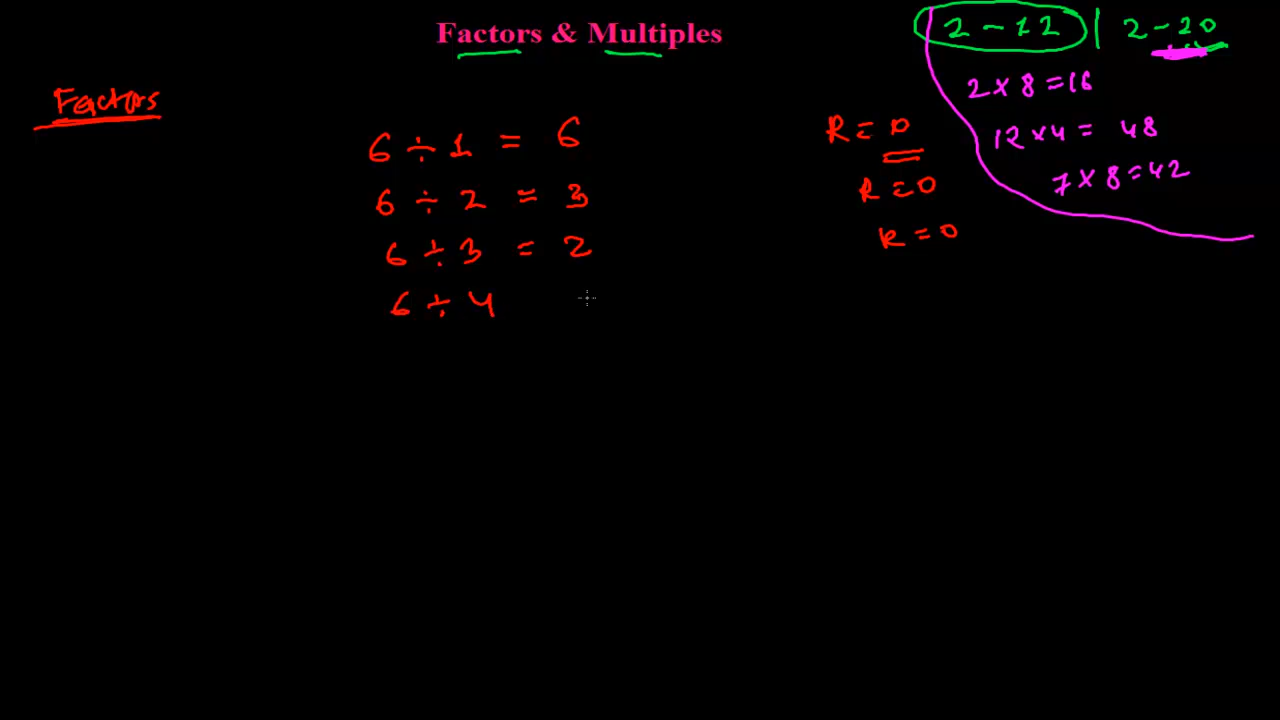 Factors & Multiples
2 - 12 | 2 - 20
Factors
2 × 8 = 16
12 × 4 = 48
7 × 8 = 42
6 ÷ 1 = 6 R = 0
6 ÷ 2 = 3 R = 0
6 ÷ 3 = 2 R = 0
6 ÷ 4